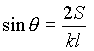 sin θ = 2S / kl